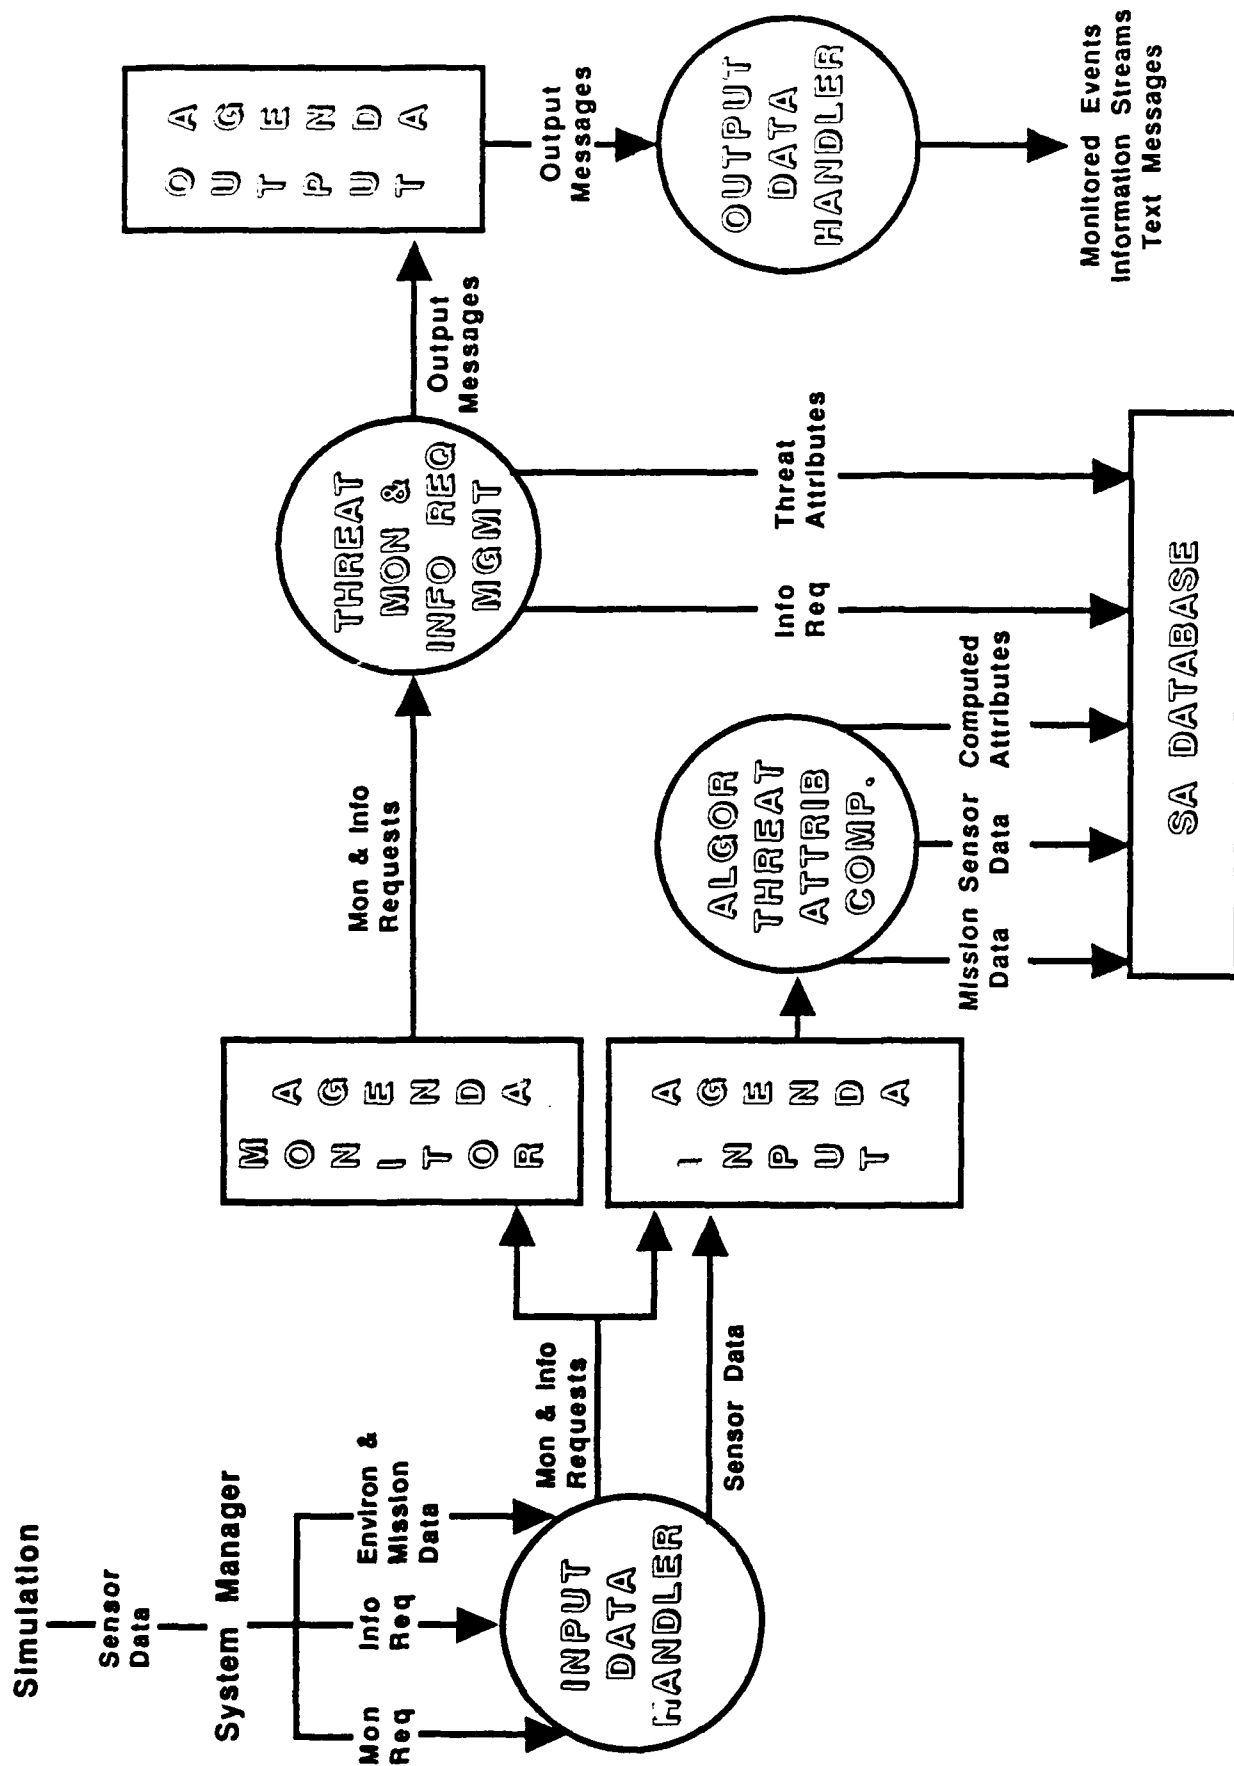 Simulation
Sensor
Data
System Manager
Mon
Req
Info
Req
Environ &
Mission
Data
INPUT
DATA
HANDLER
Mon & Info
Requests
Sensor Data
MONITOR
AGENDA
INPUT
AGENDA
Mon & Info
Requests
THREAT
MON &
INFO REQ
MGMT
ALGOR
THREAT
ATTRIB
COMP.
Mission
Data
Sensor
Data
Computed
Attributes
Info
Req
Threat
Attributes
SA DATABASE
Output
Messages
OUTPUT
AGENDA
Output
Messages
OUTPUT
DATA
HANDLER
Monitored Events
Information Streams
Text Messages